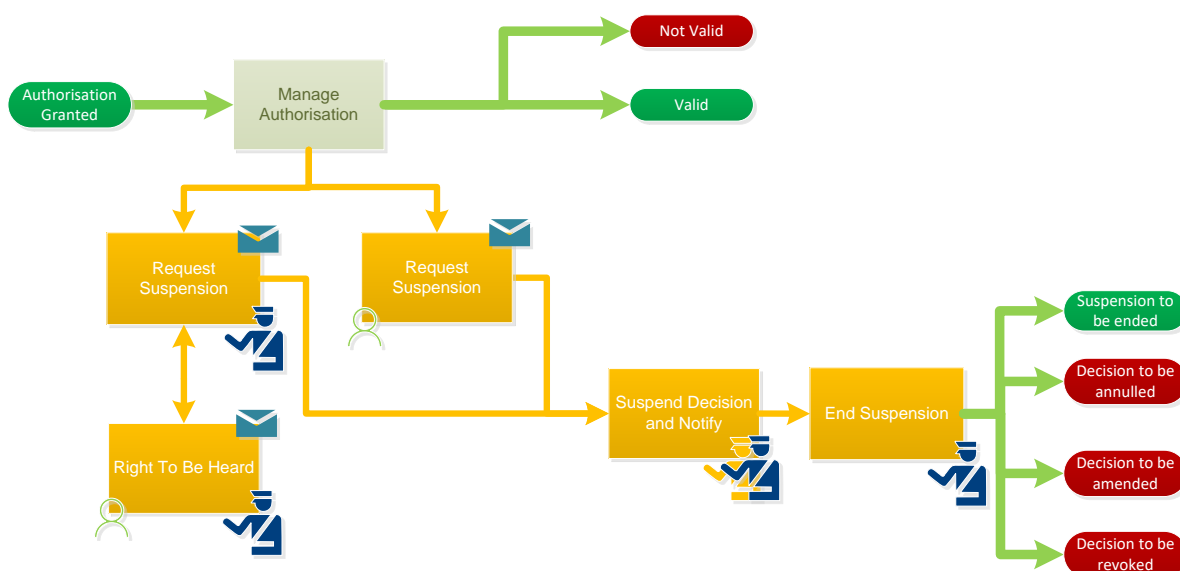 Not Valid
Authorisation
Granted
Manage
Authorisation
Valid
Request
Suspension
Request
Suspension
Suspension to
be ended
Decision to be
annulled
Suspend Decision
and Notify
End Suspension
Right To Be Heard
Decision to be
amended
Decision to be
revoked